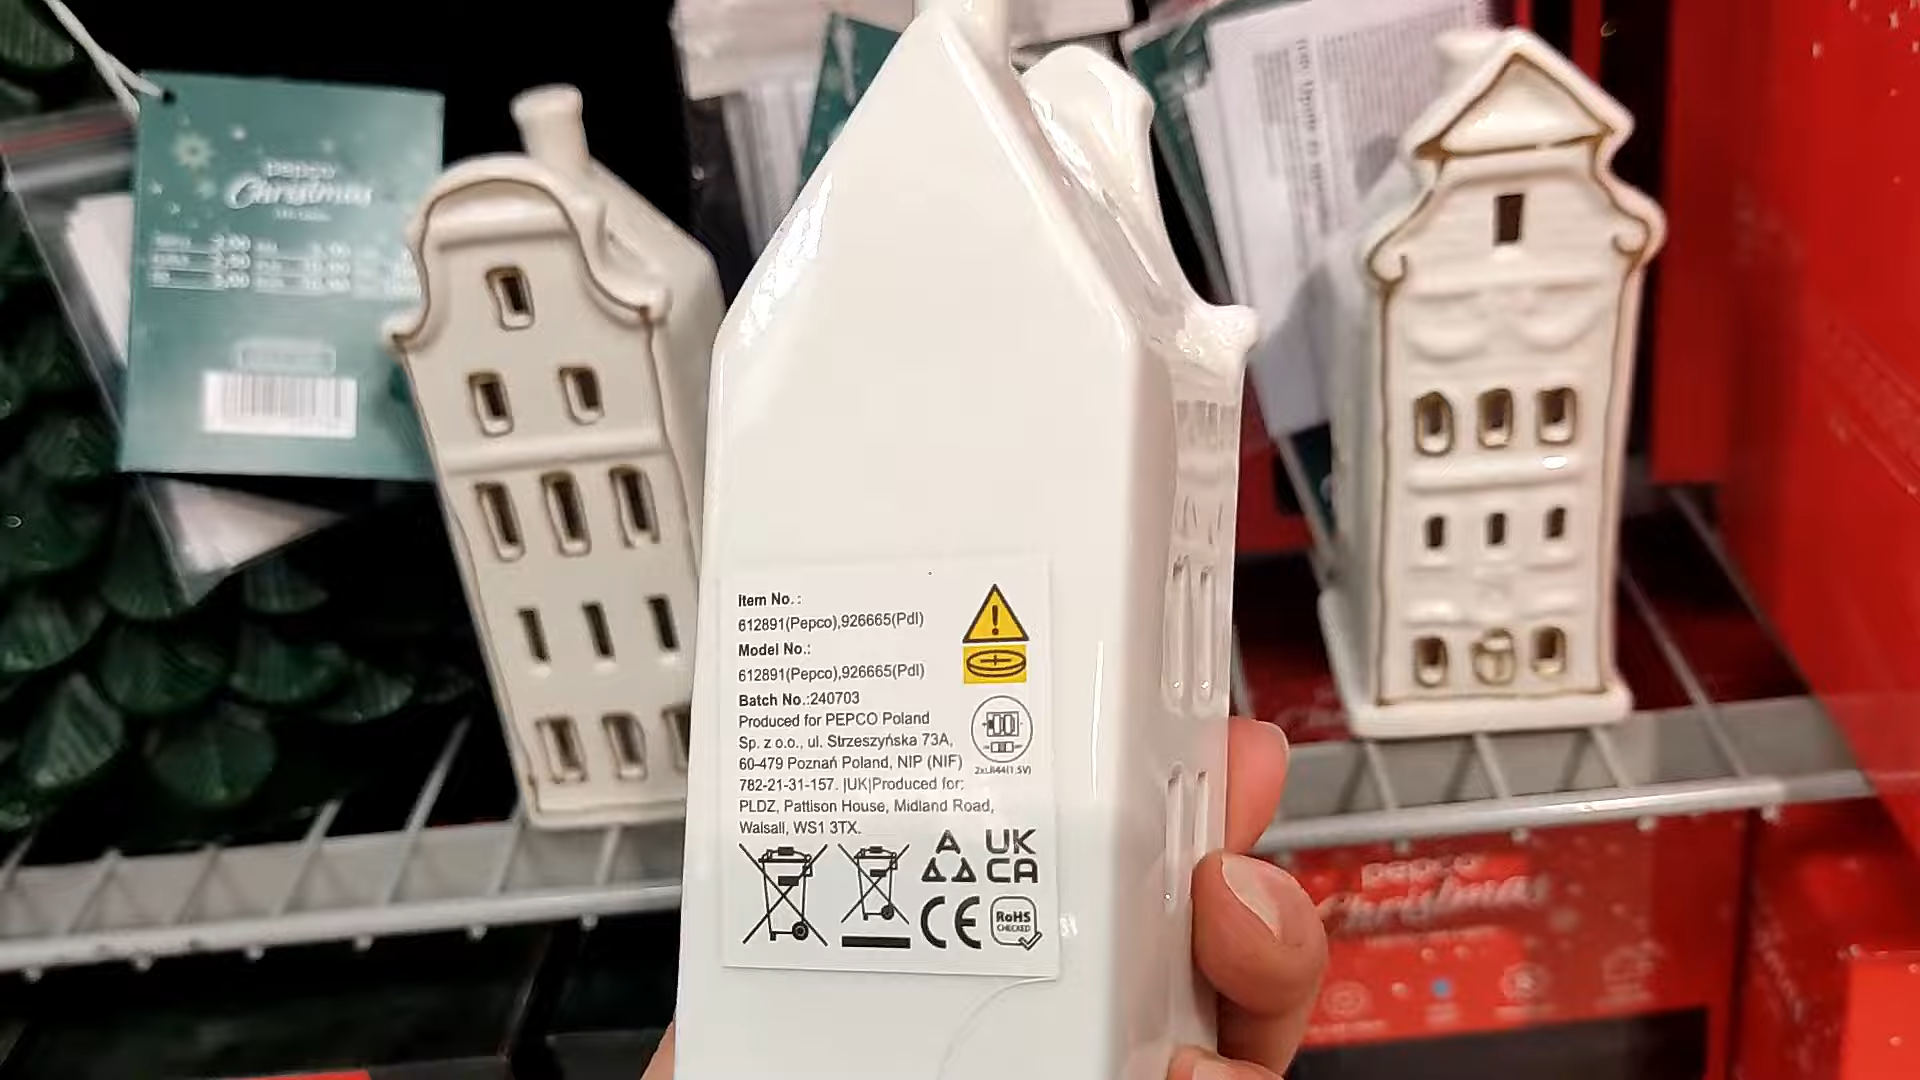 pepco
Christmas
Item No.:
612891(Pepco),926665(Pdl)
Model No.:
612891(Pepco),926665(Pdl)
Batch No.:240703
Produced for PEPCO Poland
Sp. z o.o., ul. Strzeszyńska 73A,
60-479 Poznań Poland, NIP (NIF)
782-21-31-157. |UK|Produced for:
PLDZ, Pattison House, Midland Road,
Walsall, WS1 3TX.
2xLR44(1.5V)
A
UK
CA
CE
RoHS
CHECKED
pepco
Christmas